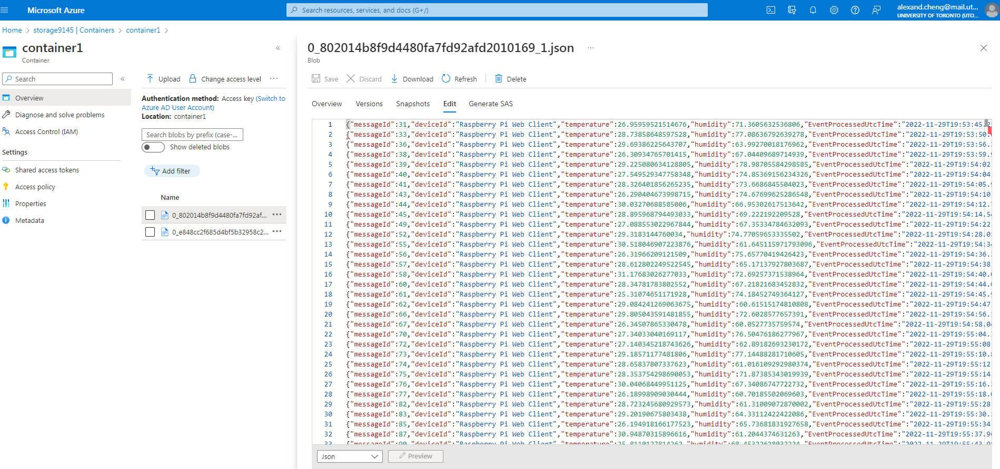 Microsoft Azure
Search resources, services, and docs (G+/)
alexand.cheng@mail.ut...
UNIVERSITY OF TORONTO (UTO...
Home > storage9145 | Containers > container1 >
container1
Container
Search
Overview
Diagnose and solve problems
Access Control (IAM)
Settings
Shared access tokens
Access policy
Properties
Metadata
Upload
Change access level
Authentication method: Access key (Switch to
Azure AD User Account)
Location: container1
Search blobs by prefix (case-...
Show deleted blobs
Add filter
Name
0_802014b8f9d4480fa7fd92af...
0_e848cc2f685d4bf5b32958c2...
0_802014b8f9d4480fa7fd92afd2010169_1.json
Blob
Save Discard Download Refresh Delete
Overview Versions Snapshots Edit Generate SAS
1 {"messageId":31,"deviceId":"Raspberry Pi Web Client","temperature":26.95959521514676,"humidity":71.3605632536806,"EventProcessedUtcTime":"2022-11-29T19:53:45.2
2 {"messageId":33,"deviceId":"Raspberry Pi Web Client","temperature":28.73858648597528,"humidity":77.08636792639278,"EventProcessedUtcTime":"2022-11-29T19:53:50.
3 {"messageId":36,"deviceId":"Raspberry Pi Web Client","temperature":29.69386225643707,"humidity":63.99270018176962,"EventProcessedUtcTime":"2022-11-29T19:53:56.
4 {"messageId":38,"deviceId":"Raspberry Pi Web Client","temperature":26.30934765701415,"humidity":67.04409689714939,"EventProcessedUtcTime":"2022-11-29T19:53:59.
5 {"messageId":39,"deviceId":"Raspberry Pi Web Client","temperature":29.225080634128805,"humidity":78.98705584298585,"EventProcessedUtcTime":"2022-11-29T19:54:02
6 {"messageId":40,"deviceId":"Raspberry Pi Web Client","temperature":27.549529347758348,"humidity":74.85369156234326,"EventProcessedUtcTime":"2022-11-29T19:54:04
7 {"messageId":41,"deviceId":"Raspberry Pi Web Client","temperature":28.326401856265235,"humidity":73.6686845504023,"EventProcessedUtcTime":"2022-11-29T19:54:05.
8 {"messageId":43,"deviceId":"Raspberry Pi Web Client","temperature":26.290404673998715,"humidity":74.67699625286548,"EventProcessedUtcTime":"2022-11-29T19:54:10
9 {"messageId":44,"deviceId":"Raspberry Pi Web Client","temperature":30.03270688585006,"humidity":66.95302617513642,"EventProcessedUtcTime":"2022-11-29T19:54:12.
10 {"messageId":45,"deviceId":"Raspberry Pi Web Client","temperature":28.895968794493033,"humidity":69.222192209528,"EventProcessedUtcTime":"2022-11-29T19:54:14.54
11 {"messageId":49,"deviceId":"Raspberry Pi Web Client","temperature":27.088553022967844,"humidity":67.35334784632093,"EventProcessedUtcTime":"2022-11-29T19:54:22
12 {"messageId":52,"deviceId":"Raspberry Pi Web Client","temperature":29.3183144760034,"humidity":74.77059653335502,"EventProcessedUtcTime":"2022-11-29T19:54:28.0
13 {"messageId":55,"deviceId":"Raspberry Pi Web Client","temperature":30.518046907223876,"humidity":61.645115971793096,"EventProcessedUtcTime":"2022-11-29T19:54:34
14 {"messageId":56,"deviceId":"Raspberry Pi Web Client","temperature":26.31966209121509,"humidity":75.65770419426423,"EventProcessedUtcTime":"2022-11-29T19:54:36.
15 {"messageId":57,"deviceId":"Raspberry Pi Web Client","temperature":28.612802249522545,"humidity":65.17137927803687,"EventProcessedUtcTime":"2022-11-29T19:54:38
16 {"messageId":58,"deviceId":"Raspberry Pi Web Client","temperature":31.17683026277033,"humidity":72.69257371538964,"EventProcessedUtcTime":"2022-11-29T19:54:40.
17 {"messageId":60,"deviceId":"Raspberry Pi Web Client","temperature":28.34781783802552,"humidity":67.21821683452832,"EventProcessedUtcTime":"2022-11-29T19:54:44.
18 {"messageId":61,"deviceId":"Raspberry Pi Web Client","temperature":25.31074651171928,"humidity":74.18452749364127,"EventProcessedUtcTime":"2022-11-29T19:54:45.
19 {"messageId":62,"deviceId":"Raspberry Pi Web Client","temperature":29.084241269063675,"humidity":60.61515174810808,"EventProcessedUtcTime":"2022-11-29T19:54:47
20 {"messageId":66,"deviceId":"Raspberry Pi Web Client","temperature":29.805043591481855,"humidity":72.6028577657391,"EventProcessedUtcTime":"2022-11-29T19:54:56.
21 {"messageId":67,"deviceId":"Raspberry Pi Web Client","temperature":26.34507865330478,"humidity":60.0527735759574,"EventProcessedUtcTime":"2022-11-29T19:54:58.04
22 {"messageId":70,"deviceId":"Raspberry Pi Web Client","temperature":27.34033040169117,"humidity":76.50476186277967,"EventProcessedUtcTime":"2022-11-29T19:55:04.
23 {"messageId":72,"deviceId":"Raspberry Pi Web Client","temperature":27.140345218743626,"humidity":62.89182693230172,"EventProcessedUtcTime":"2022-11-29T19:55:08
24 {"messageId":73,"deviceId":"Raspberry Pi Web Client","temperature":29.18571177481806,"humidity":77.14488281710605,"EventProcessedUtcTime":"2022-11-29T19:55:10.
25 {"messageId":74,"deviceId":"Raspberry Pi Web Client","temperature":28.65837807337623,"humidity":61.016109292980374,"EventProcessedUtcTime":"2022-11-29T19:55:12
26 {"messageId":75,"deviceId":"Raspberry Pi Web Client","temperature":28.353754298690053,"humidity":71.87385343019939,"EventProcessedUtcTime":"2022-11-29T19:55:14
27 {"messageId":76,"deviceId":"Raspberry Pi Web Client","temperature":30.04068449951125,"humidity":67.34086747722732,"EventProcessedUtcTime":"2022-11-29T19:55:16.
28 {"messageId":77,"deviceId":"Raspberry Pi Web Client","temperature":26.18998909030444,"humidity":60.70185502069603,"EventProcessedUtcTime":"2022-11-29T19:55:18.
29 {"messageId":82,"deviceId":"Raspberry Pi Web Client","temperature":28.723245680929573,"humidity":61.31009072870002,"EventProcessedUtcTime":"2022-11-29T19:55:28
30 {"messageId":83,"deviceId":"Raspberry Pi Web Client","temperature":29.20190675803438,"humidity":64.33112422422086,"EventProcessedUtcTime":"2022-11-29T19:55:30.
31 {"messageId":85,"deviceId":"Raspberry Pi Web Client","temperature":26.194918166177523,"humidity":65.73681831927658,"EventProcessedUtcTime":"2022-11-29T19:55:34
32 {"messageId":87,"deviceId":"Raspberry Pi Web Client","temperature":30.94870315896616,"humidity":61.2044374631263,"EventProcessedUtcTime":"2022-11-29T19:55:37.96
Json
Preview